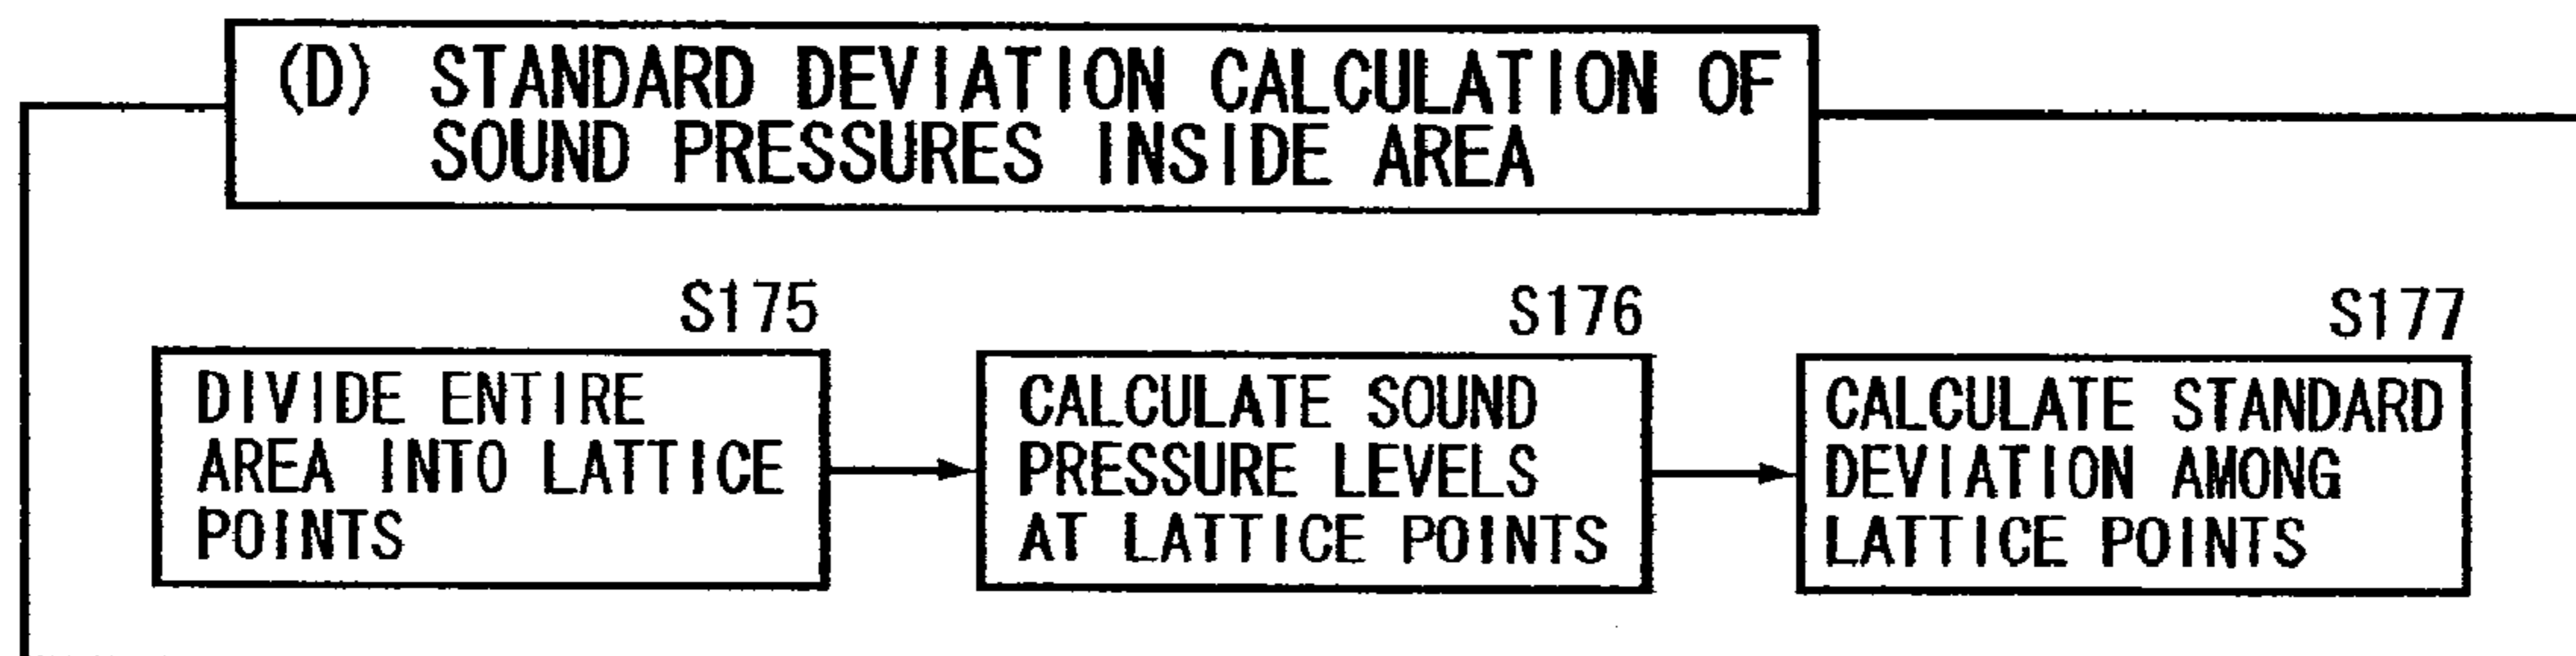 (D) STANDARD DEVIATION CALCULATION OF
SOUND PRESSURES INSIDE AREA
S175
DIVIDE ENTIRE
AREA INTO LATTICE
POINTS
S176
CALCULATE SOUND
PRESSURE LEVELS
AT LATTICE POINTS
S177
CALCULATE STANDARD
DEVIATION AMONG
LATTICE POINTS